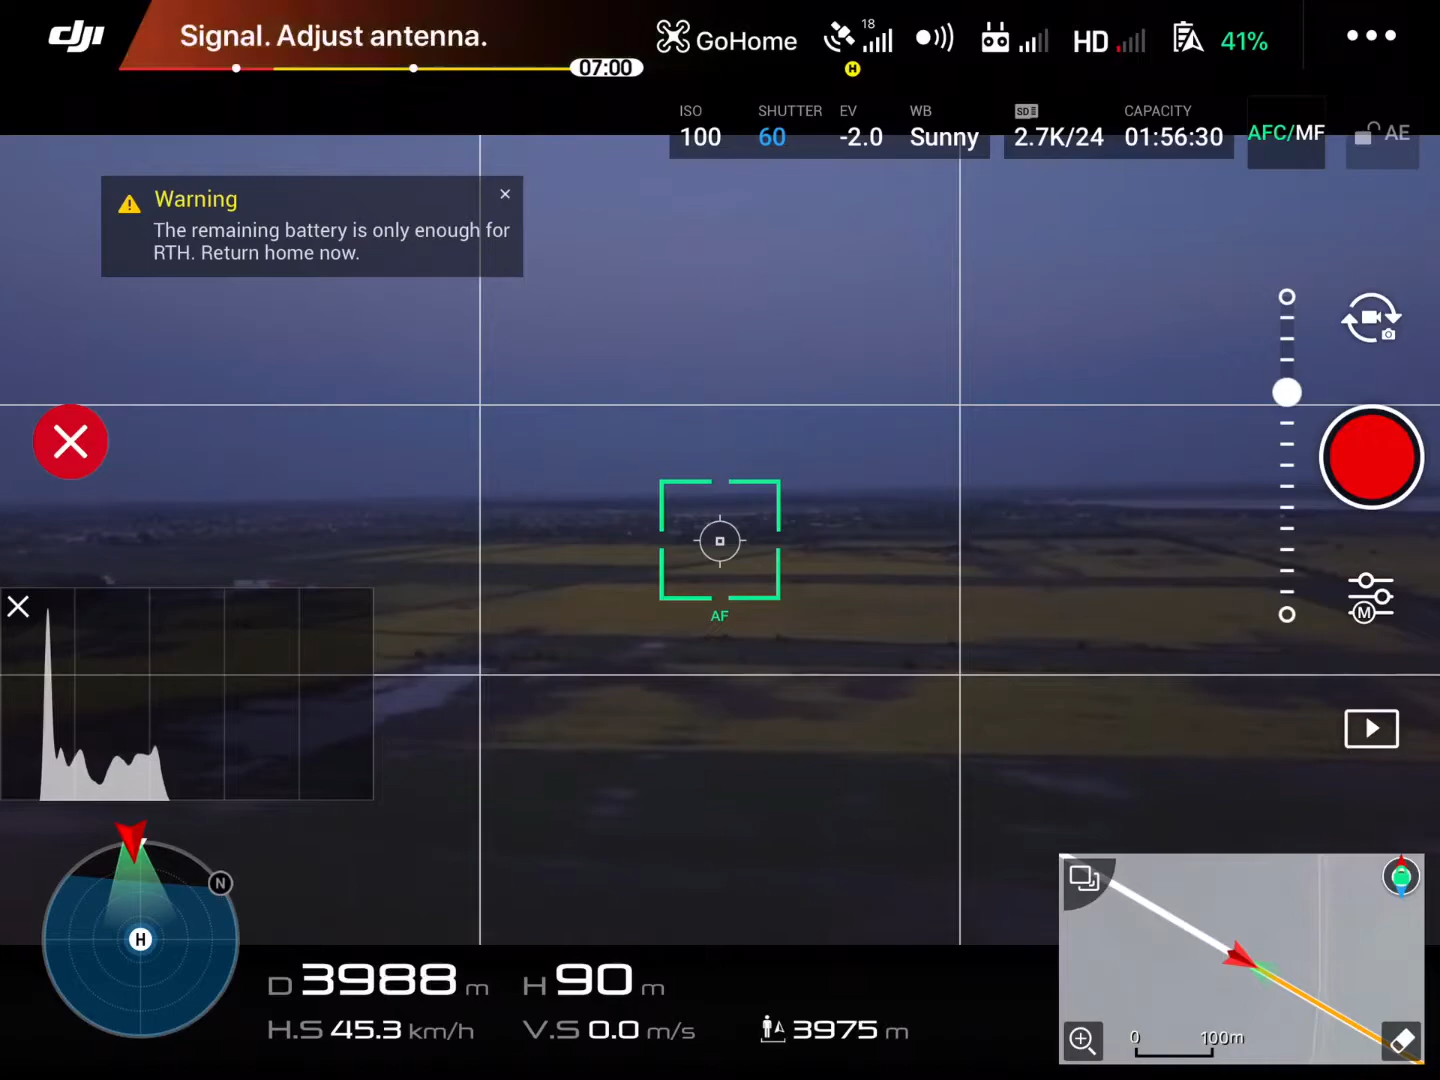 dji
Signal. Adjust antenna.
07:00
GoHome
18
HD
41%
H
ISO
100
SHUTTER
60
EV
-2.0
WB
Sunny
SD
2.7K/24
CAPACITY
01:56:30
AFC/MF
AE
Warning
The remaining battery is only enough for
RTH. Return home now.
AF
M
N
H
D 3988 m
H 90 m
H.S 45.3 km/h
V.S 0.0 m/s
3975 m
0 100m